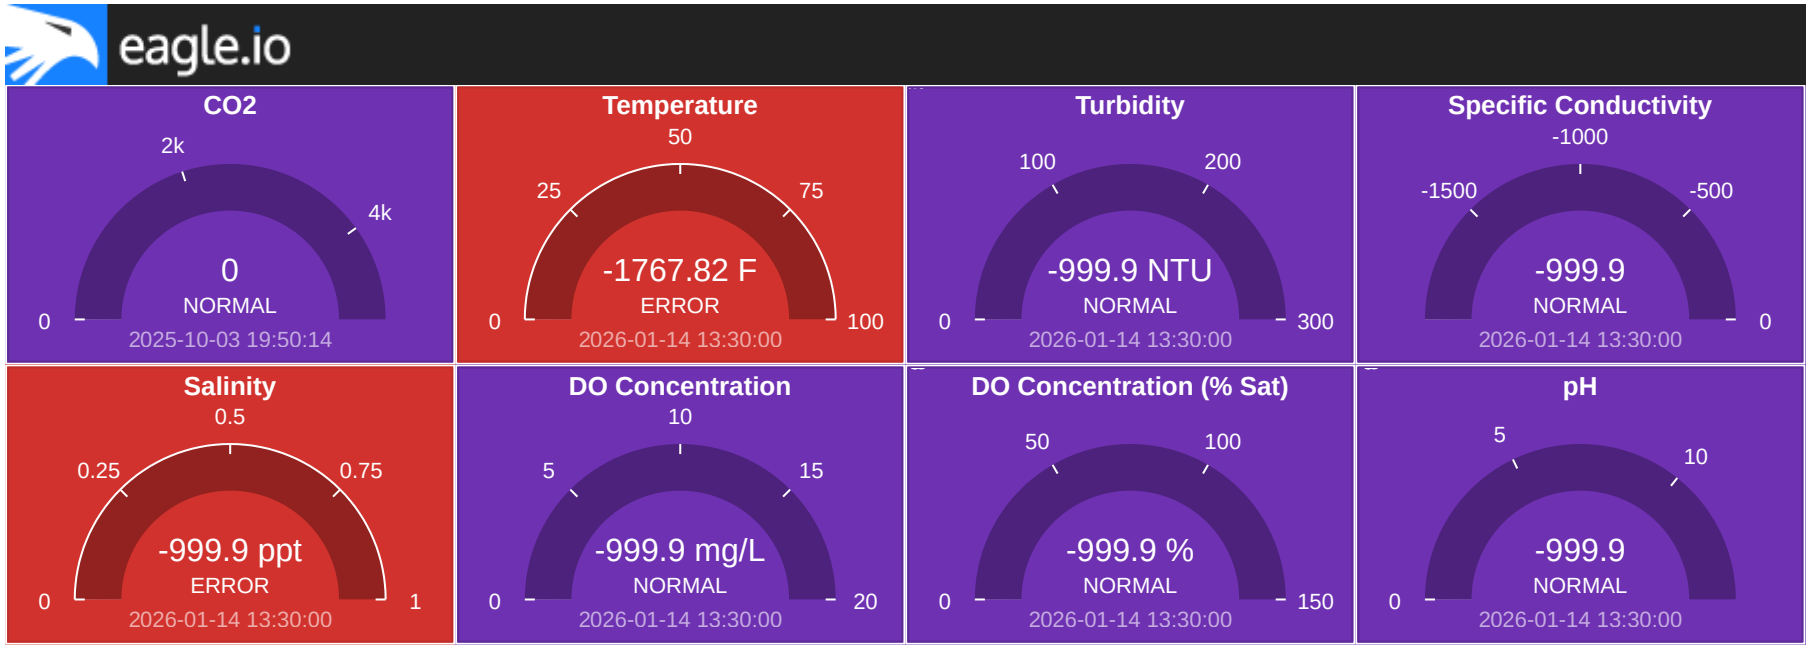 eagle.io
CO2
2k
4k
0
0
NORMAL
2025-10-03 19:50:14
Temperature
50
25
75
-1767.82 F
ERROR
0
100
2026-01-14 13:30:00
Turbidity
100
200
-999.9 NTU
NORMAL
0
300
2026-01-14 13:30:00
Specific Conductivity
-1000
-1500
-500
-999.9
NORMAL
0
2026-01-14 13:30:00
Salinity
0.5
0.25
0.75
-999.9 ppt
ERROR
0
1
2026-01-14 13:30:00
DO Concentration
10
5
15
-999.9 mg/L
NORMAL
0
20
2026-01-14 13:30:00
DO Concentration (% Sat)
50
100
-999.9 %
NORMAL
0
150
2026-01-14 13:30:00
pH
5
10
-999.9
NORMAL
0
2026-01-14 13:30:00